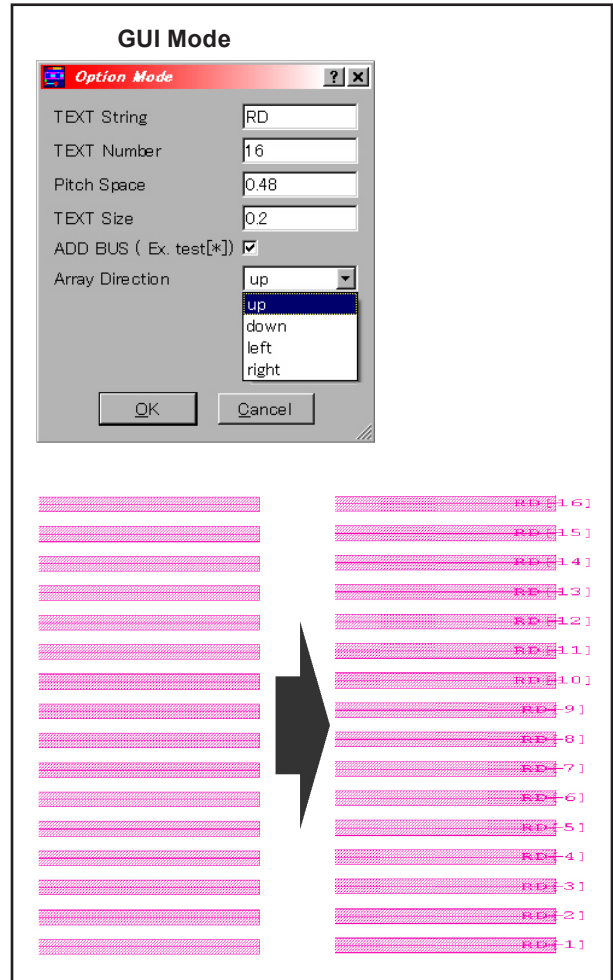 GUI Mode
Option Mode
TEXT String RD
TEXT Number 16
Pitch Space 0.48
TEXT Size 0.2
ADD BUS ( Ex. test[*])
Array Direction up
up
down
left
right
OK Cancel
RD[16]
RD[15]
RD[14]
RD[13]
RD[12]
RD[11]
RD[10]
RD[9]
RD[8]
RD[7]
RD[6]
RD[5]
RD[4]
RD[3]
RD[2]
RD[1]